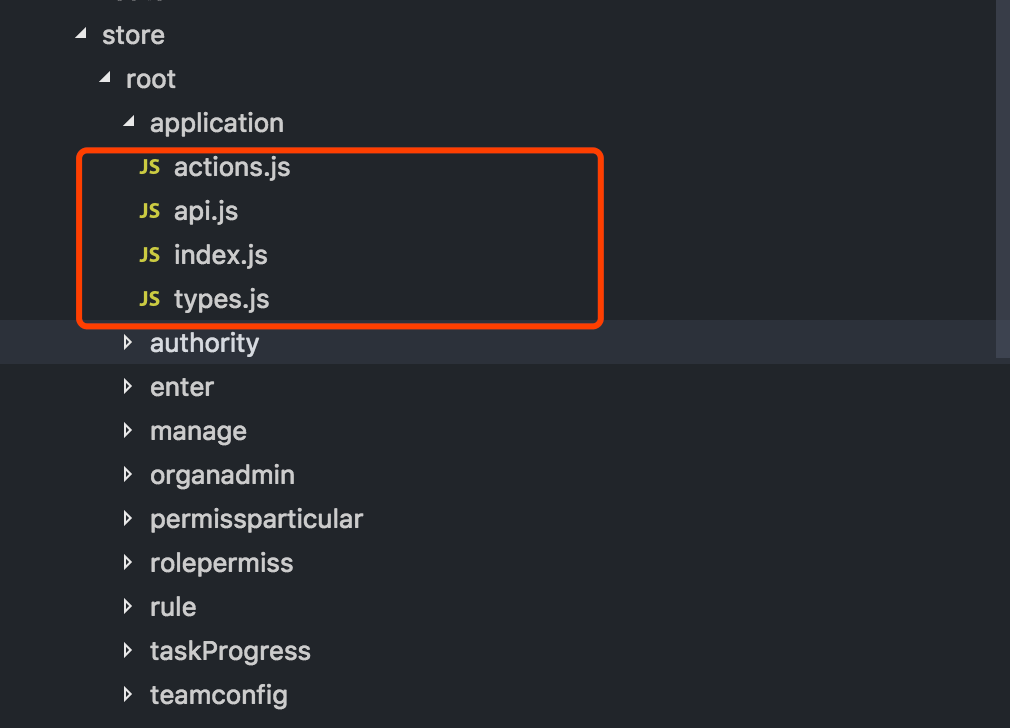 store
root
application
JS actions.js
JS api.js
JS index.js
JS types.js
authority
enter
manage
organadmin
permissparticular
rolepermiss
rule
taskProgress
teamconfig